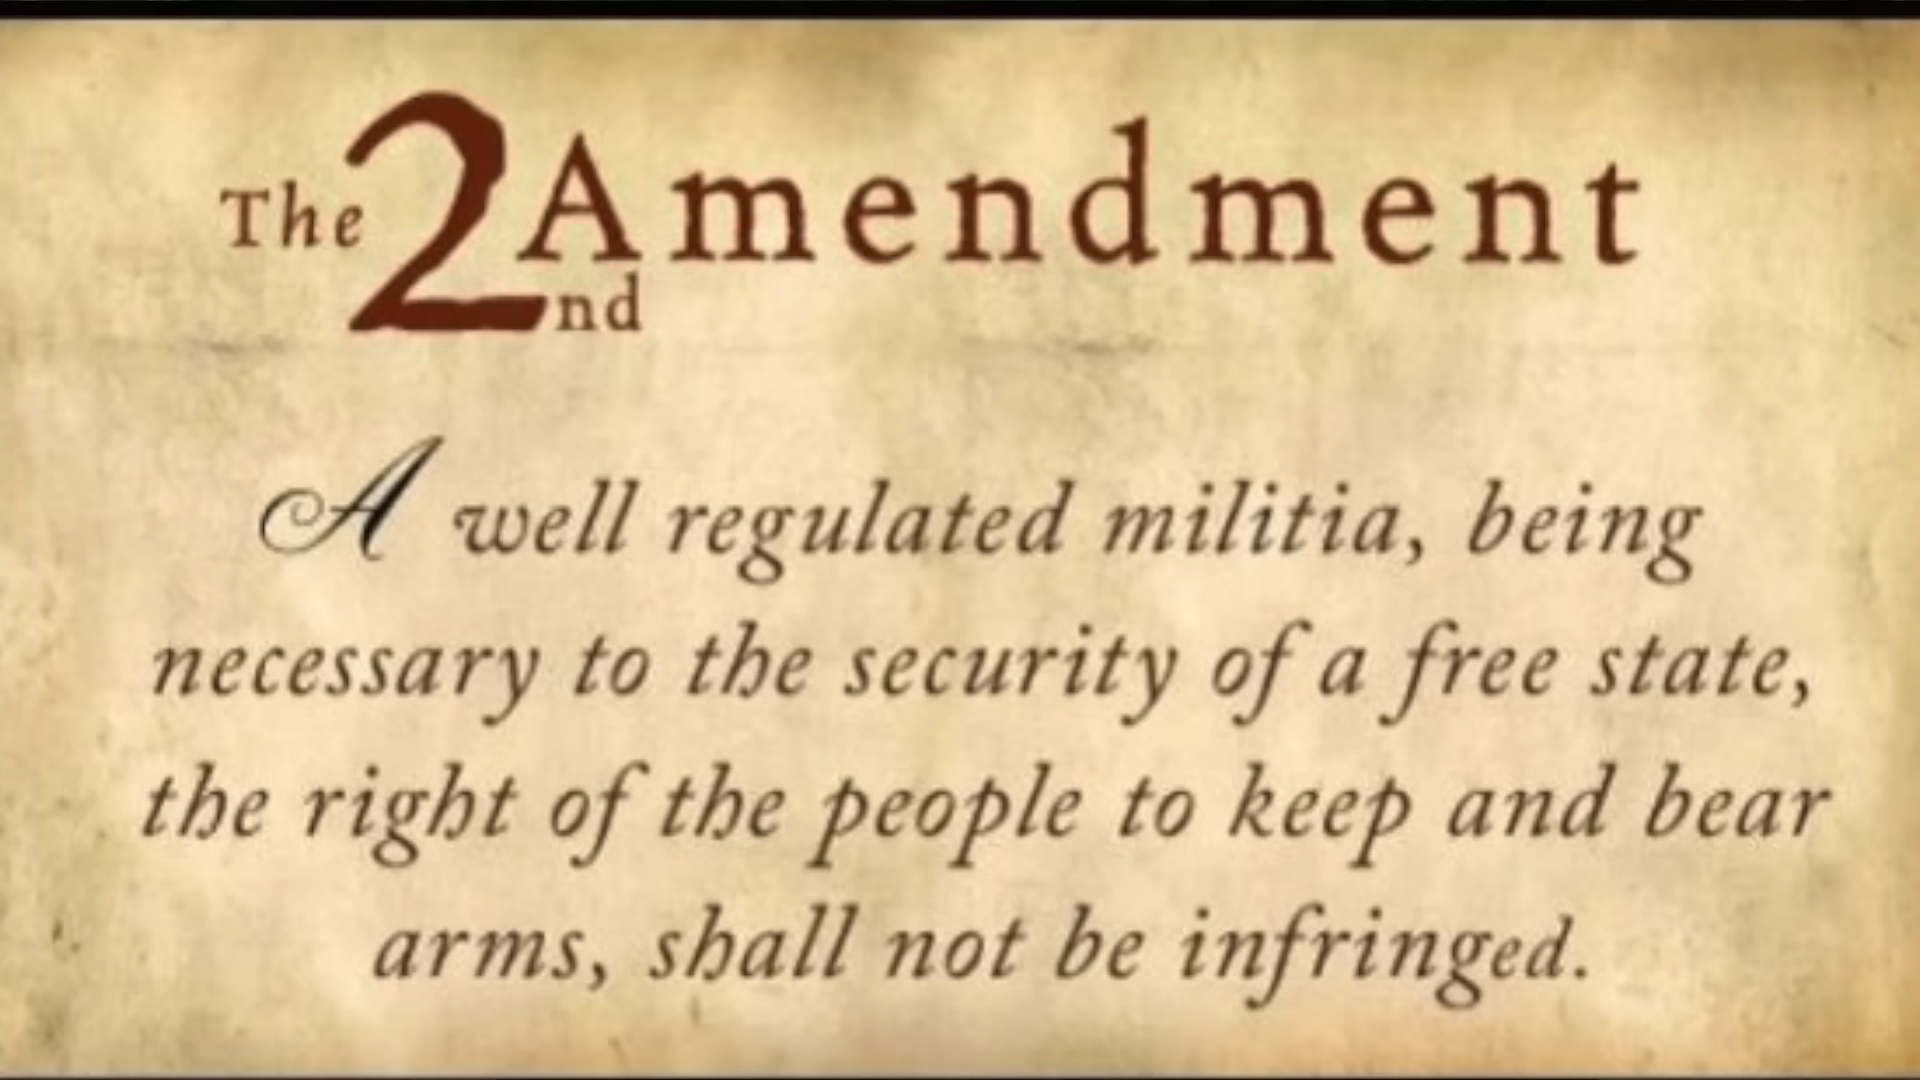 The 2nd Amendment
A well regulated militia, being
necessary to the security of a free state,
the right of the people to keep and bear
arms, shall not be infringed.